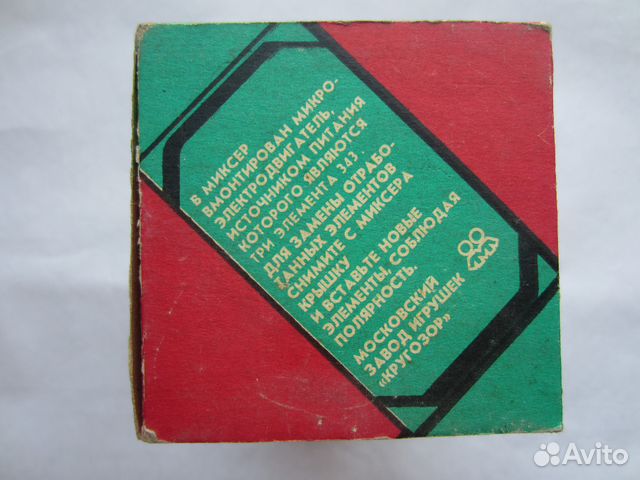 В МИКСЕР
ВМОНТИРОВАН МИКРО-
ЭЛЕКТРОДВИГАТЕЛЬ,
ИСТОЧНИКОМ ПИТАНИЯ
КОТОРОГО ЯВЛЯЮТСЯ
ТРИ ЭЛЕМЕНТА 343.
ДЛЯ ЗАМЕНЫ ОТРАБО-
ТАННЫХ ЭЛЕМЕНТОВ
СНИМИТЕ С МИКСЕРА
КРЫШКУ
И ВСТАВЬТЕ НОВЫЕ
ЭЛЕМЕНТЫ, СОБЛЮДАЯ
ПОЛЯРНОСТЬ.
МОСКОВСКИЙ
ЗАВОД ИГРУШЕК
«КРУГОЗОР»
Avito